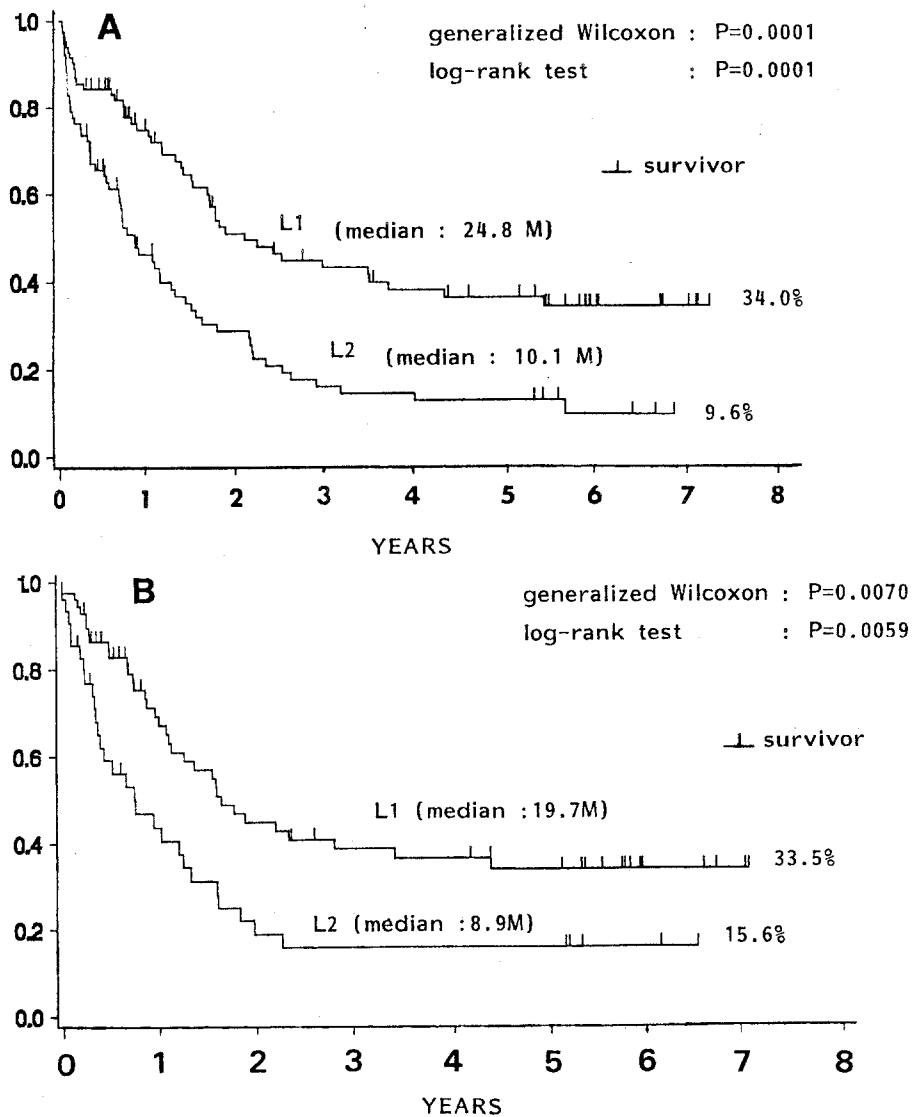 A
generalized Wilcoxon : P=0.0001
log-rank test : P=0.0001
survivor
1.0
0.8
0.6
0.4
0.2
0.0
L1 (median : 24.8 M)
34.0%
L2 (median : 10.1 M)
9.6%
0 1 2 3 4 5 6 7 8
YEARS
B
generalized Wilcoxon : P=0.0070
log-rank test : P=0.0059
survivor
1.0
0.8
0.6
0.4
0.2
0.0
L1 (median :19.7M)
33.5%
L2 (median :8.9M)
15.6%
0 1 2 3 4 5 6 7 8
YEARS